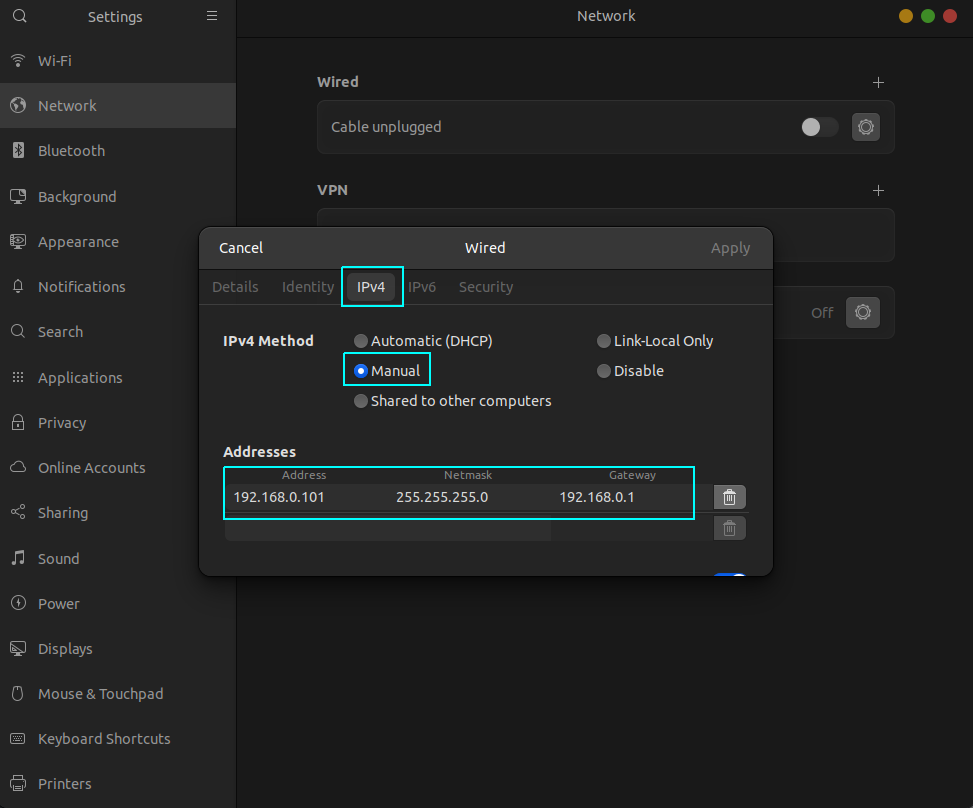 Settings
Network
Wi-Fi
Network
Bluetooth
Background
Appearance
Notifications
Search
Applications
Privacy
Online Accounts
Sharing
Sound
Power
Displays
Mouse & Touchpad
Keyboard Shortcuts
Printers
Wired
Cable unplugged
VPN
Off
Cancel Wired Apply
Details Identity IPv4 IPv6 Security
IPv4 Method Automatic (DHCP) Link-Local Only
Manual Disable
Shared to other computers
Addresses
Address Netmask Gateway
192.168.0.101 255.255.255.0 192.168.0.1